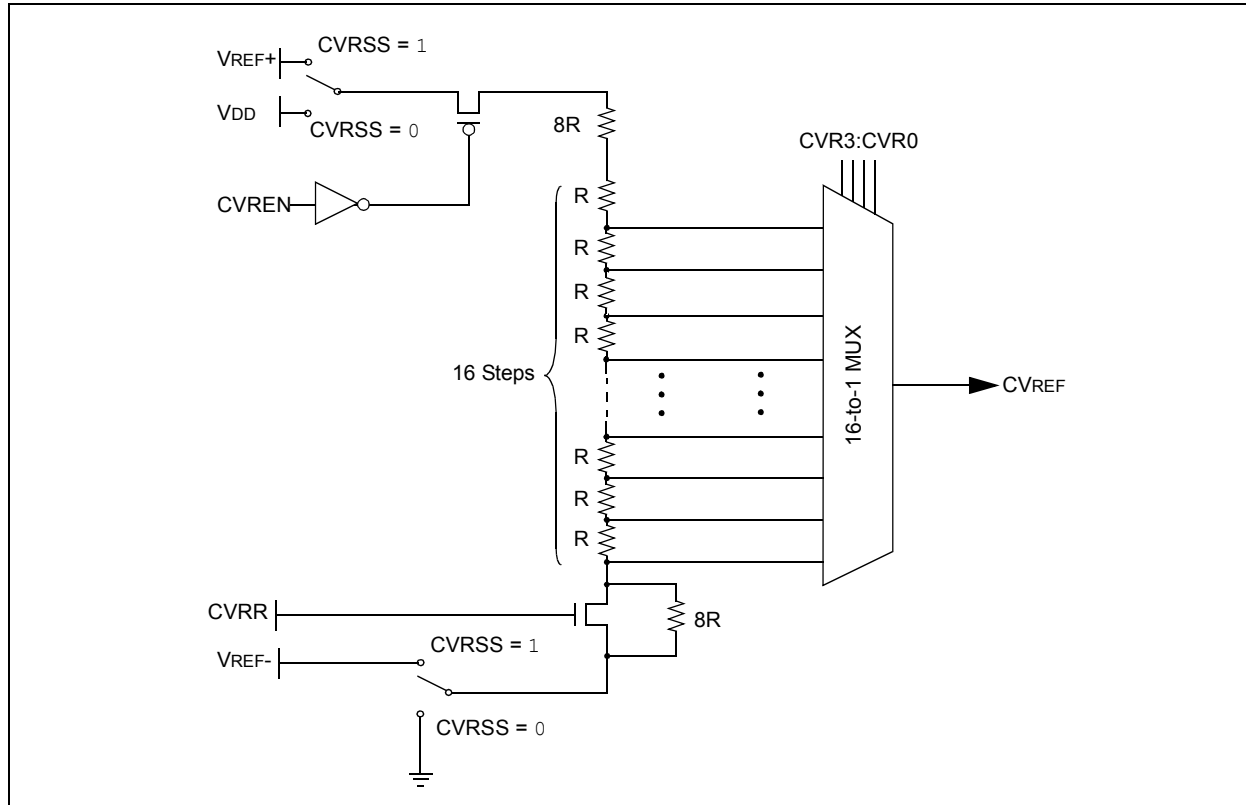 CVRSS = 1
VREF+
VDD
CVRSS = 0
8R
CVREN
CVR3:CVR0
R
R
R
R
16 Steps
16-to-1 MUX
CVREF
R
R
R
CVRR
8R
CVRSS = 1
VREF-
CVRSS = 0